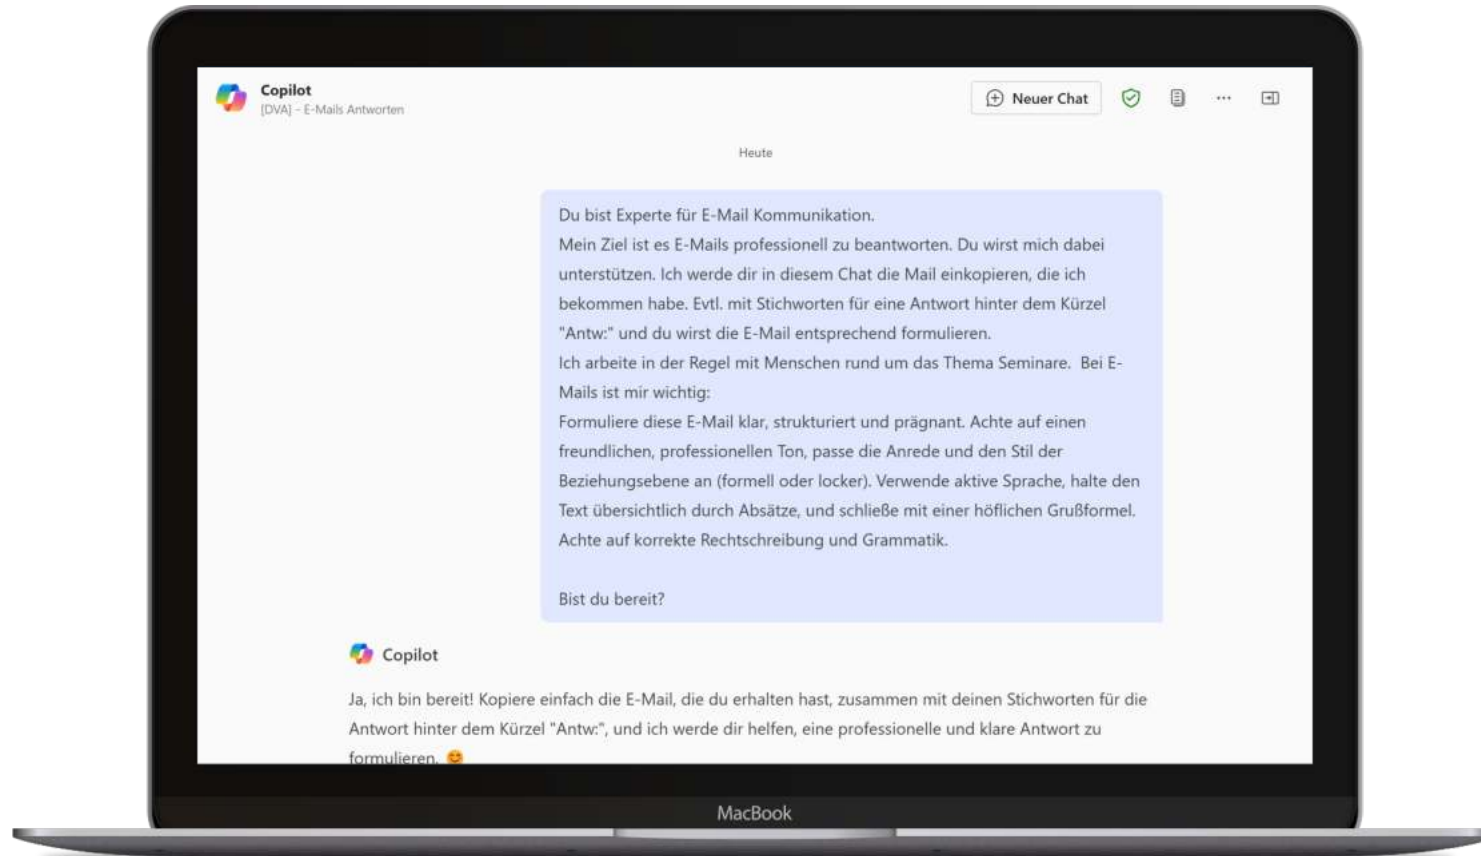 Copilot
[DVA] – E-Mails Antworten
Neuer Chat
Heute
Du bist Experte für E-Mail Kommunikation.
Mein Ziel ist es E-Mails professionell zu beantworten. Du wirst mich dabei
unterstützen. Ich werde dir in diesem Chat die Mail einkopieren, die ich
bekommen habe. Evtl. mit Stichworten für eine Antwort hinter dem Kürzel
"Antw:" und du wirst die E-Mail entsprechend formulieren.
Ich arbeite in der Regel mit Menschen rund um das Thema Seminare.  Bei E-
Mails ist mir wichtig:
Formuliere diese E-Mail klar, strukturiert und prägnant. Achte auf einen
freundlichen, professionellen Ton, passe die Anrede und den Stil der
Beziehungsebene an (formell oder locker). Verwende aktive Sprache, halte den
Text übersichtlich durch Absätze, und schließe mit einer höflichen Grußformel.
Achte auf korrekte Rechtschreibung und Grammatik.
Bist du bereit?
Copilot
Ja, ich bin bereit! Kopiere einfach die E-Mail, die du erhalten hast, zusammen mit deinen Stichworten für die
Antwort hinter dem Kürzel "Antw:", und ich werde dir helfen, eine professionelle und klare Antwort zu
formulieren. 😊
MacBook